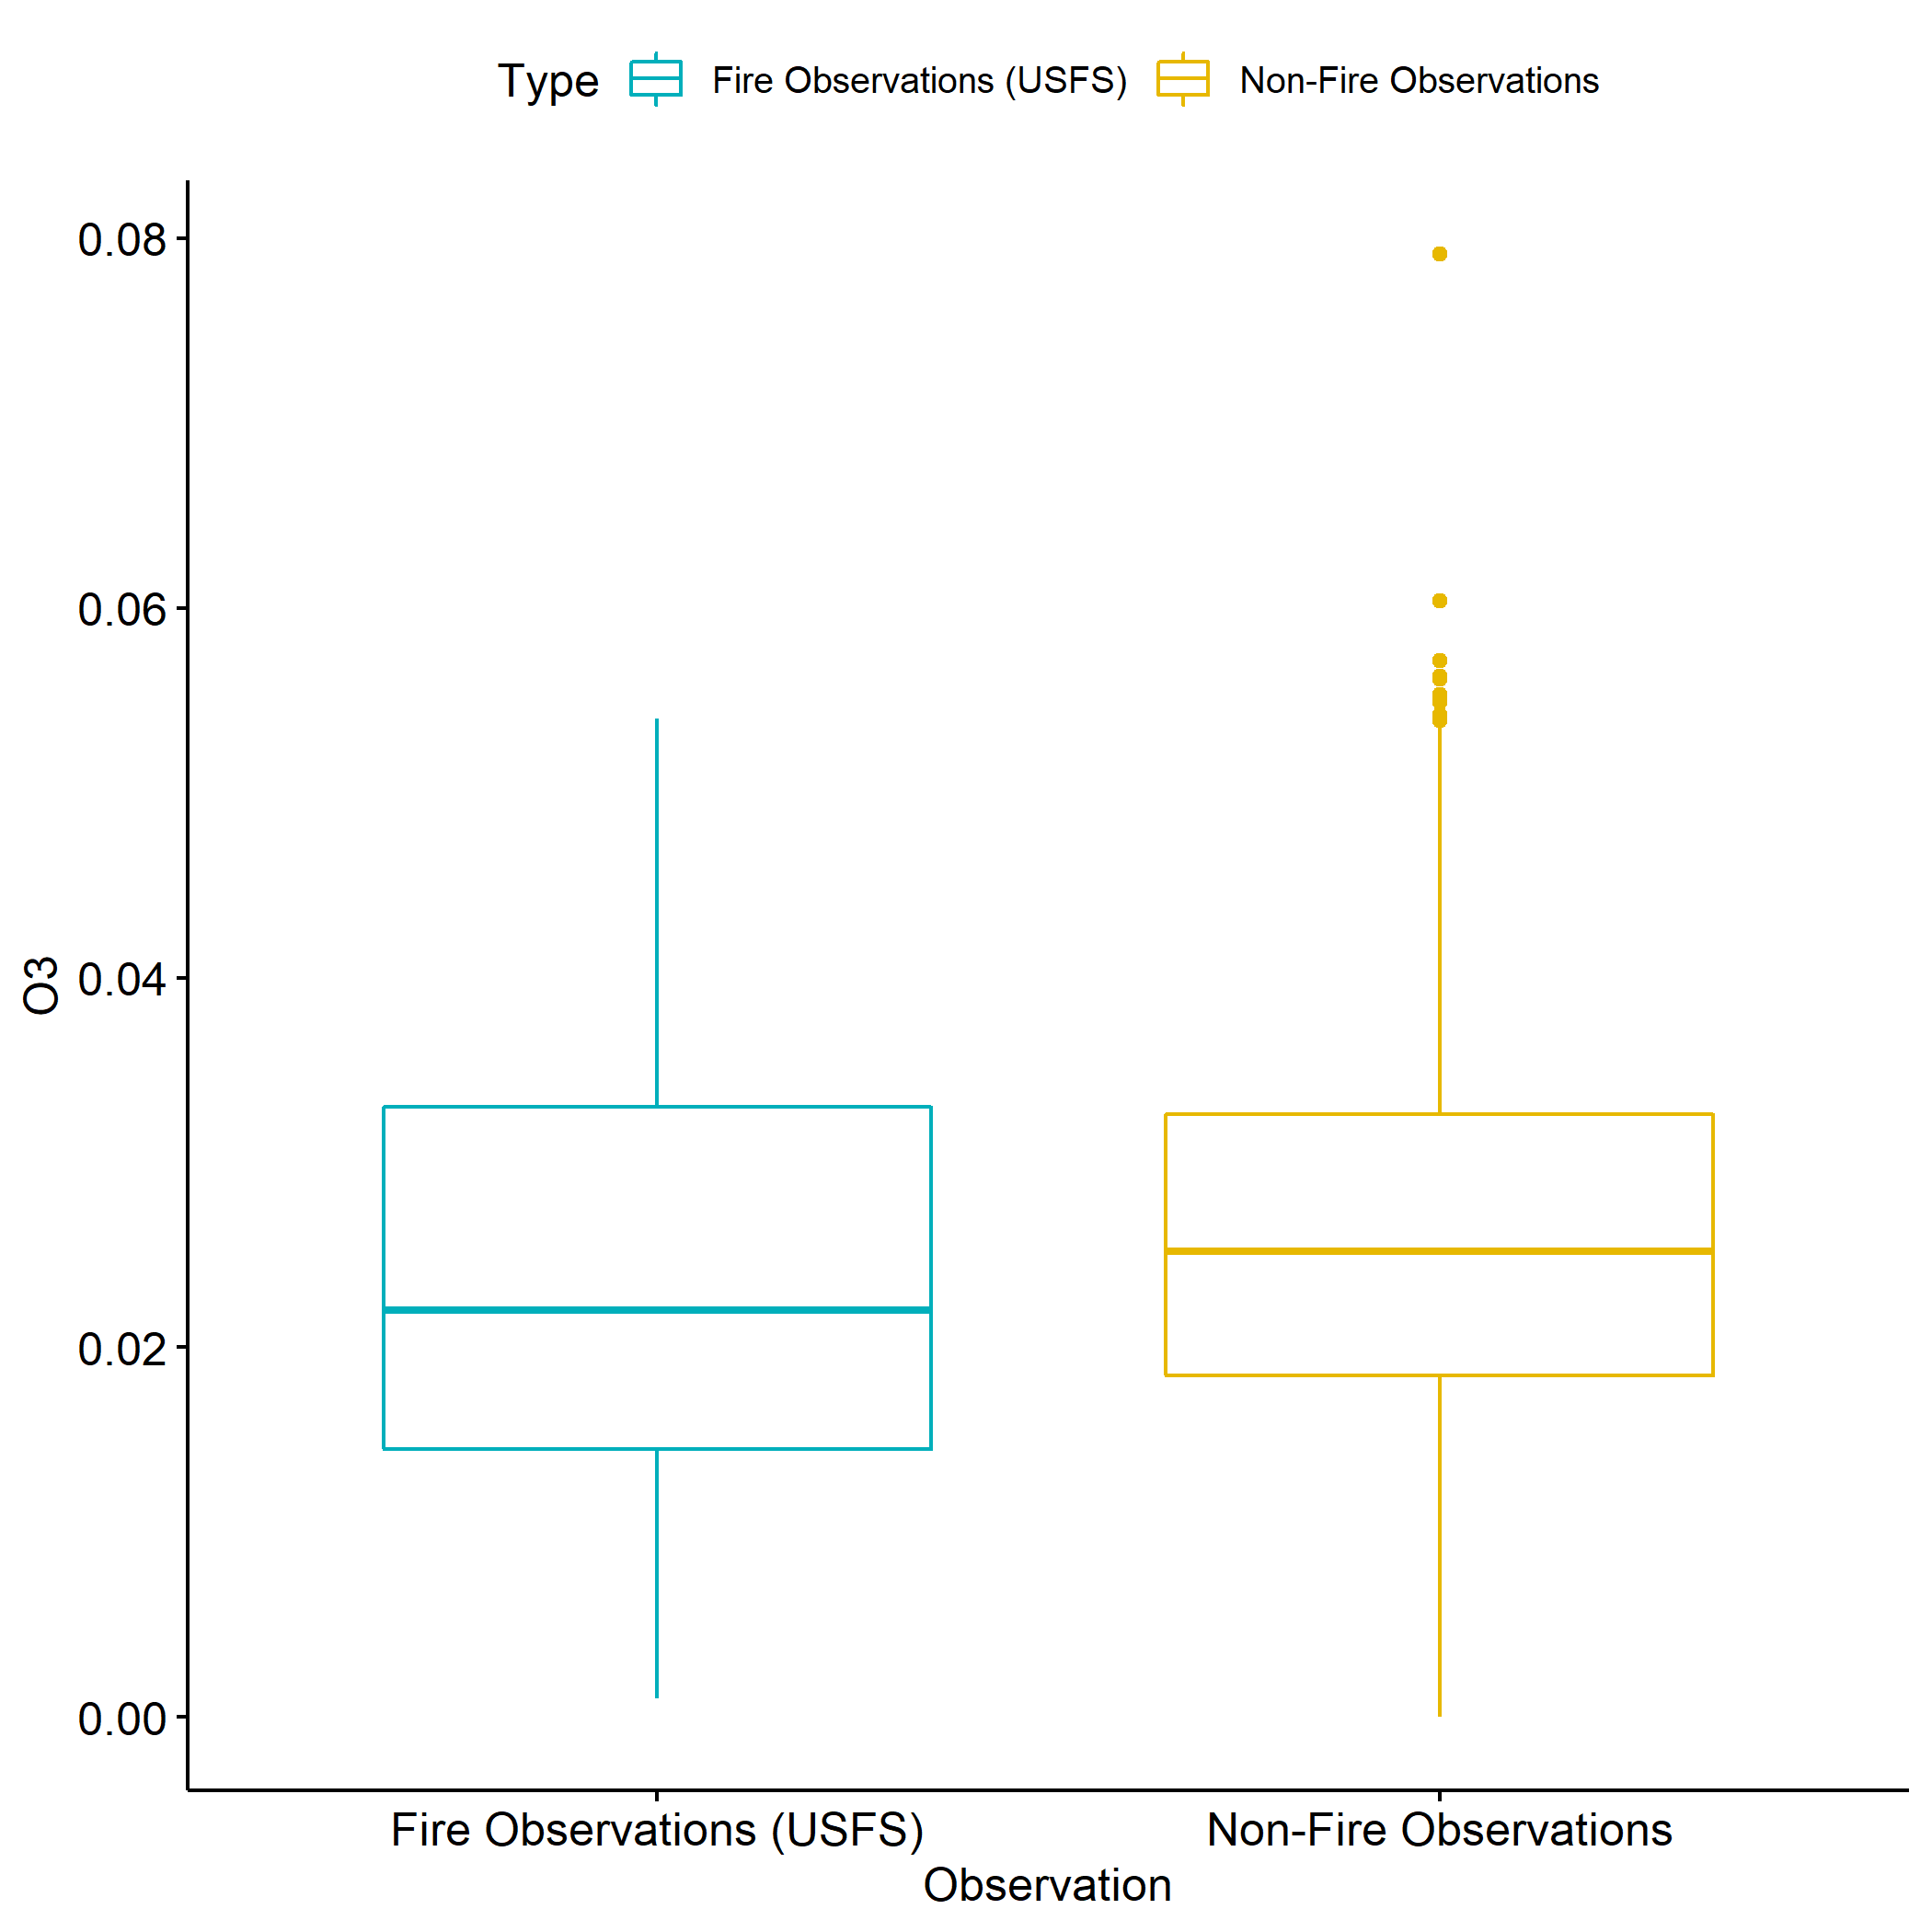 Type Fire Observations (USFS) Non-Fire Observations
0.08
0.06
0.04
0.02
0.00
O3
Fire Observations (USFS) Non-Fire Observations
Observation